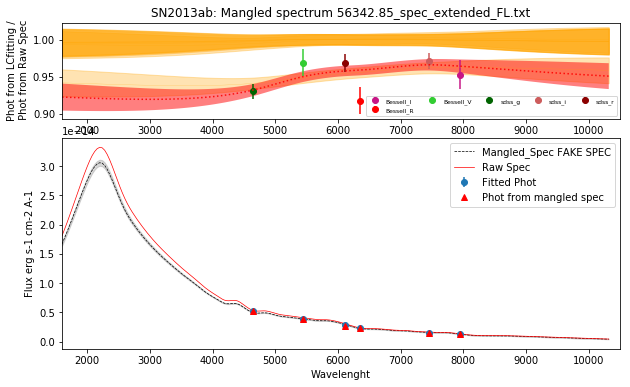 SN2013ab: Mangled spectrum 56342.85_spec_extended_FL.txt
Phot from LCfitting /
Phot from Raw Spec
1.00
0.95
0.90
Bessell_I
Bessell_R
Bessell_V
sdss_g
sdss_i
sdss_r
2000 3000 4000 5000 6000 7000 8000 9000 10000
1e−14
Flux erg s-1 cm-2 A-1
3.0
2.5
2.0
1.5
1.0
0.5
0.0
Mangled_Spec FAKE SPEC
Raw Spec
Fitted Phot
Phot from mangled spec
2000 3000 4000 5000 6000 7000 8000 9000 10000
Wavelenght